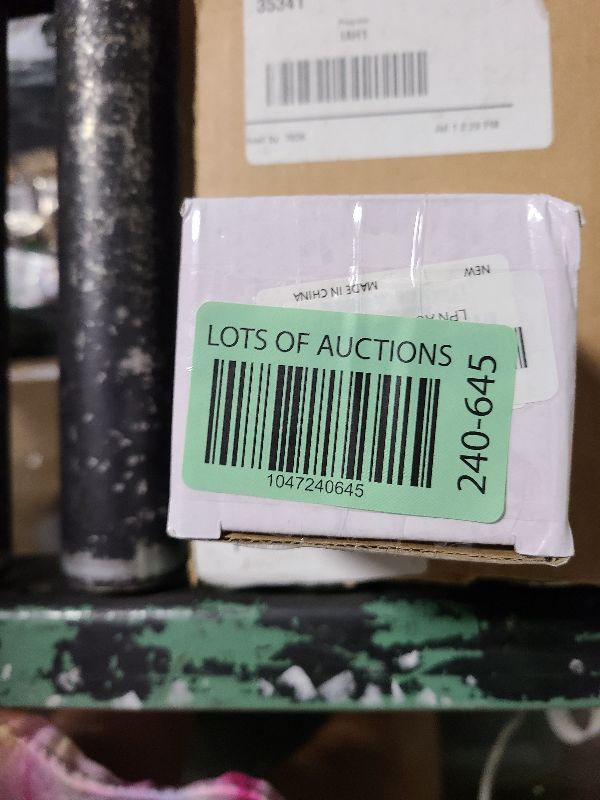 35341
NEW
MADE IN CHINA
LOTS OF AUCTIONS
1047240645
240-645